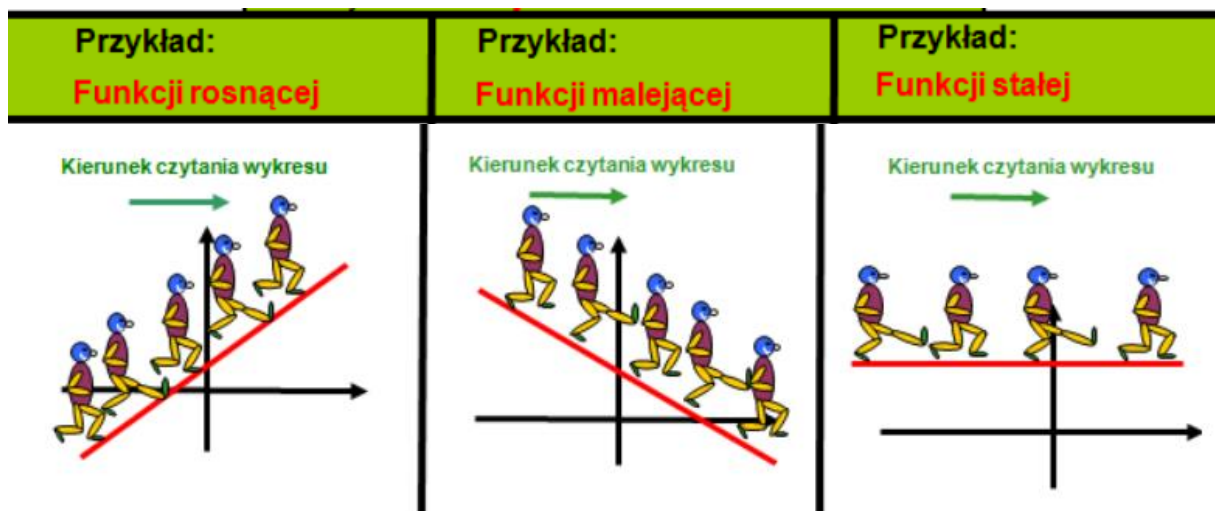 Przykład:
Funkcji rosnącej
Przykład:
Funkcji malejącej
Przykład:
Funkcji stałej
Kierunek czytania wykresu
Kierunek czytania wykresu
Kierunek czytania wykresu